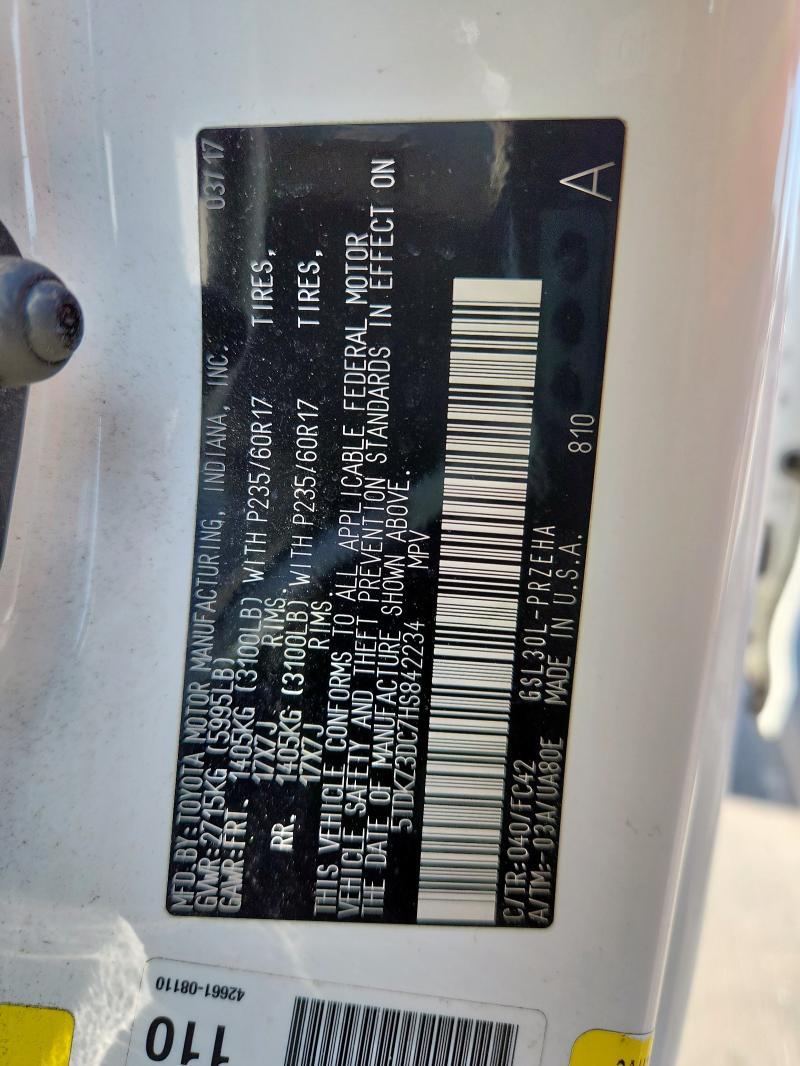 MFD.BY:TOYOTA MOTOR MANUFACTURING, INDIANA, INC. 03/17
GVWR:2715KG (5995LB)
GAWR:FRT. 1405KG (3100LB) WITH P235/60R17 TIRES,
17X7J RIMS,
RR. 1405KG (3100LB) WITH P235/60R17 TIRES,
17X7J RIMS
THIS VEHICLE CONFORMS TO ALL APPLICABLE FEDERAL MOTOR
VEHICLE SAFETY AND THEFT PREVENTION STANDARDS IN EFFECT ON
THE DATE OF MANUFACTURE SHOWN ABOVE.
5TDKZ3DC7HS842234 MPV
C/TR:040/FC42 GSL30L-PRZEHA
A/TM:-03A/UA80E MADE IN U.S.A. 810 A
42661-08110
110